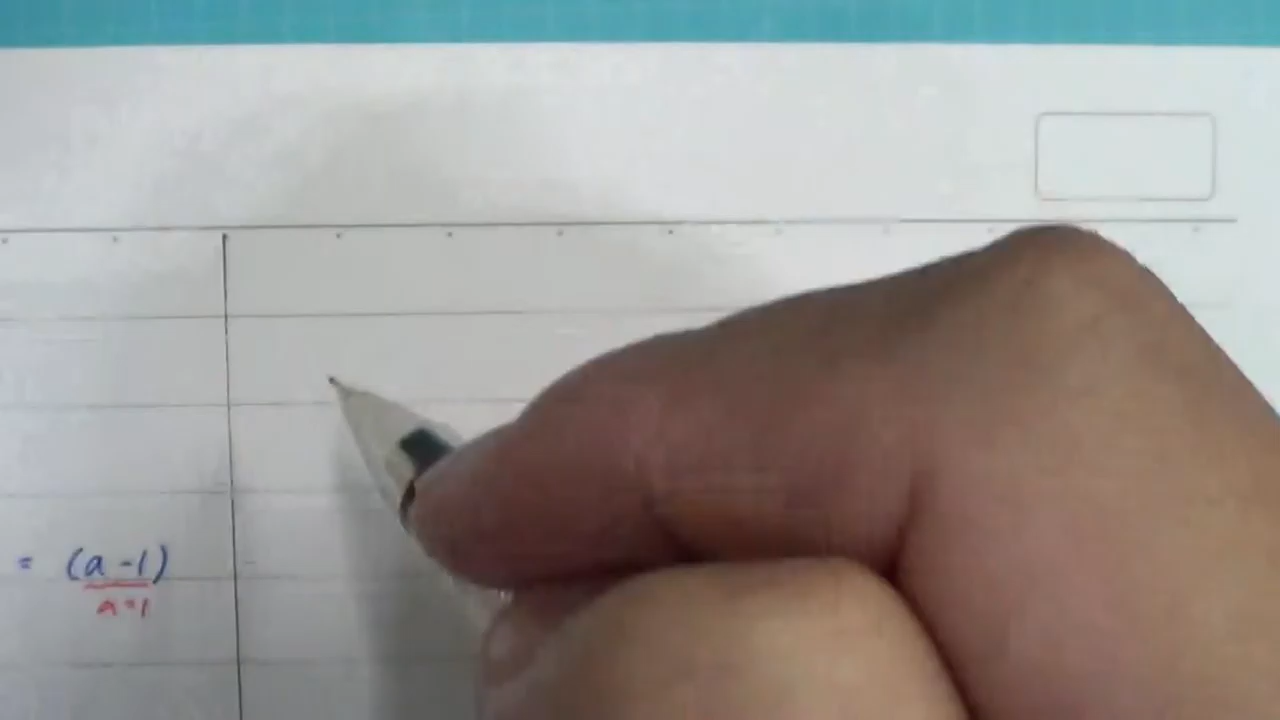 = (a-1)
a=1